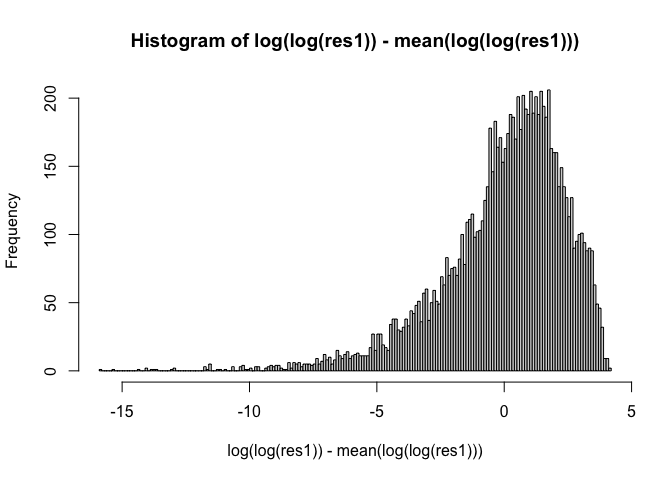 Histogram of log(log(res1)) - mean(log(log(res1)))
Frequency
200
150
100
50
0
-15 -10 -5 0 5
log(log(res1)) - mean(log(log(res1)))